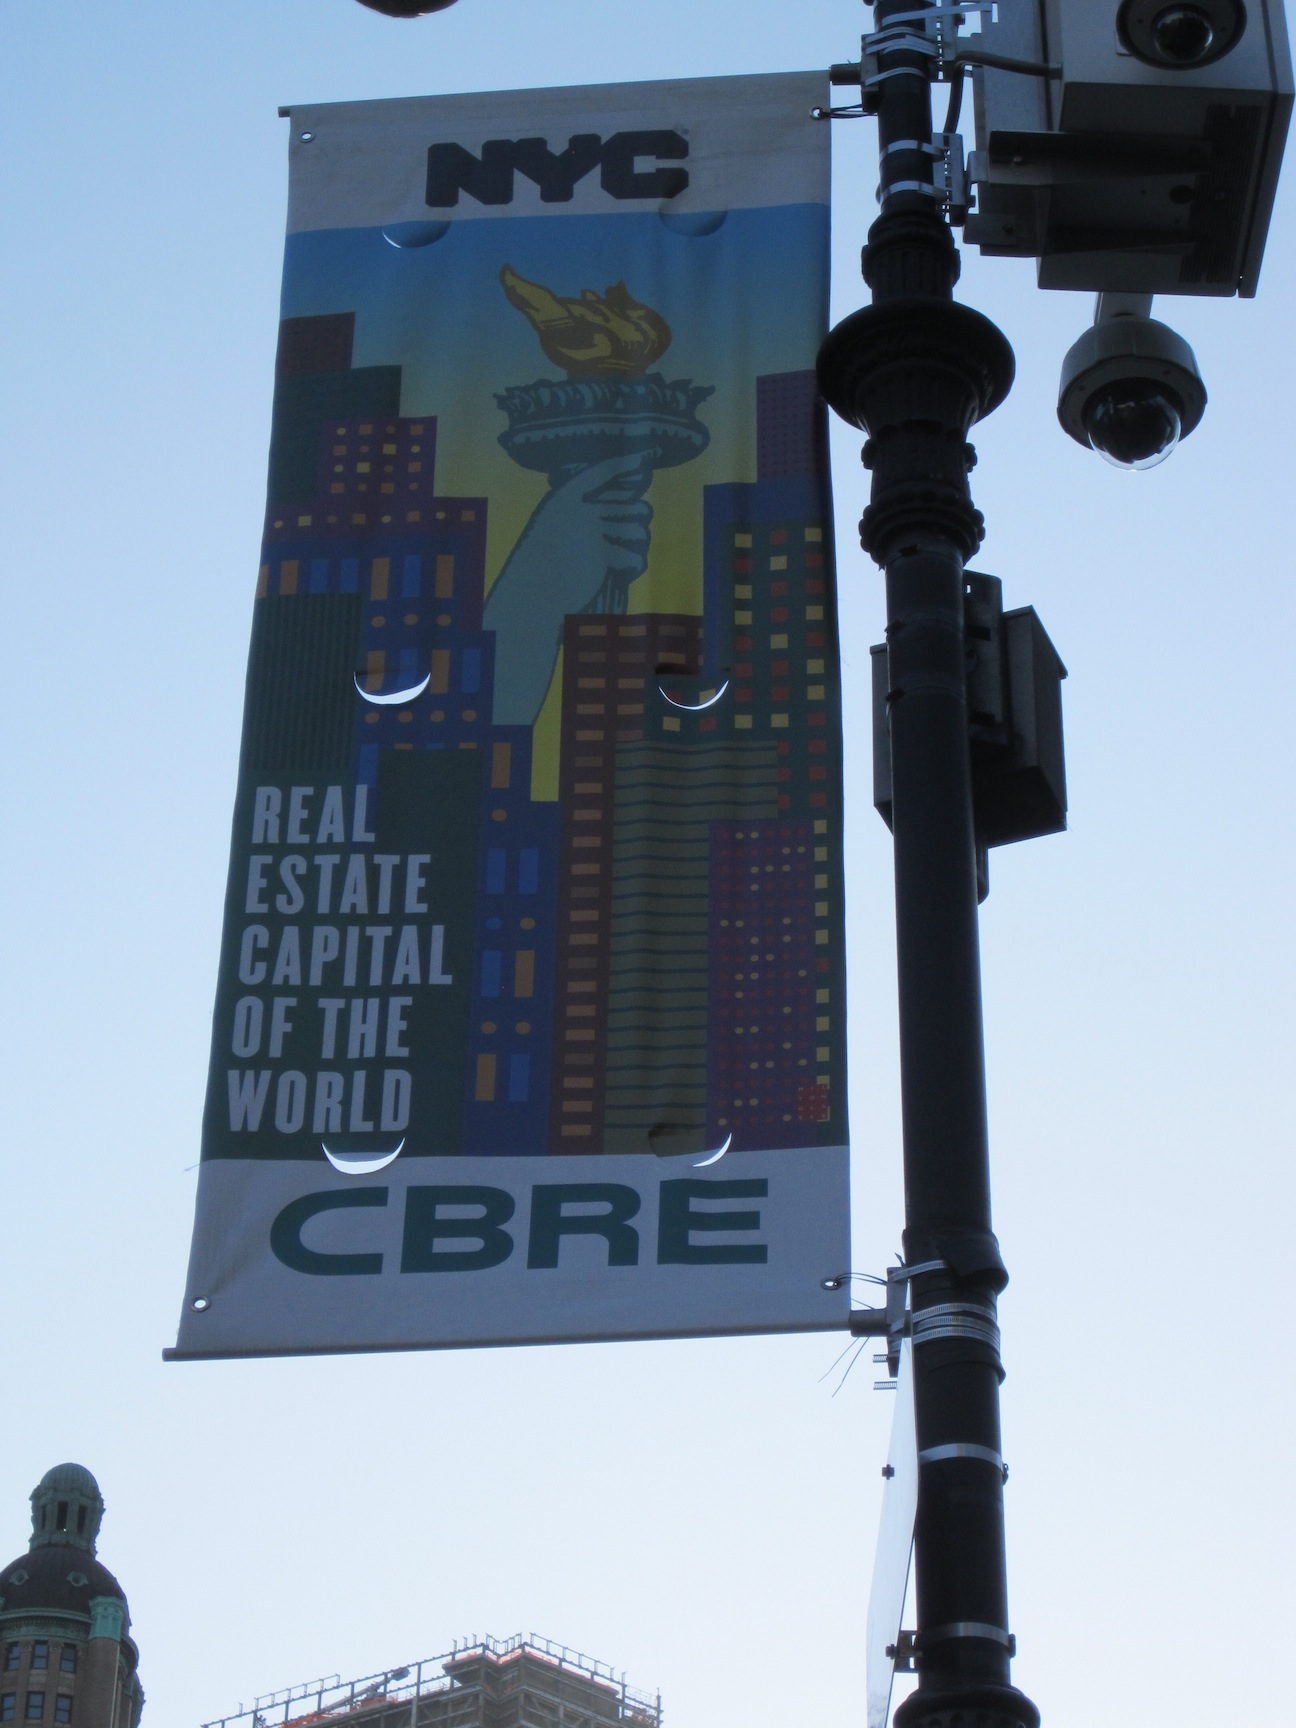 NYC
REAL
ESTATE
CAPITAL
OF THE
WORLD
CBRE